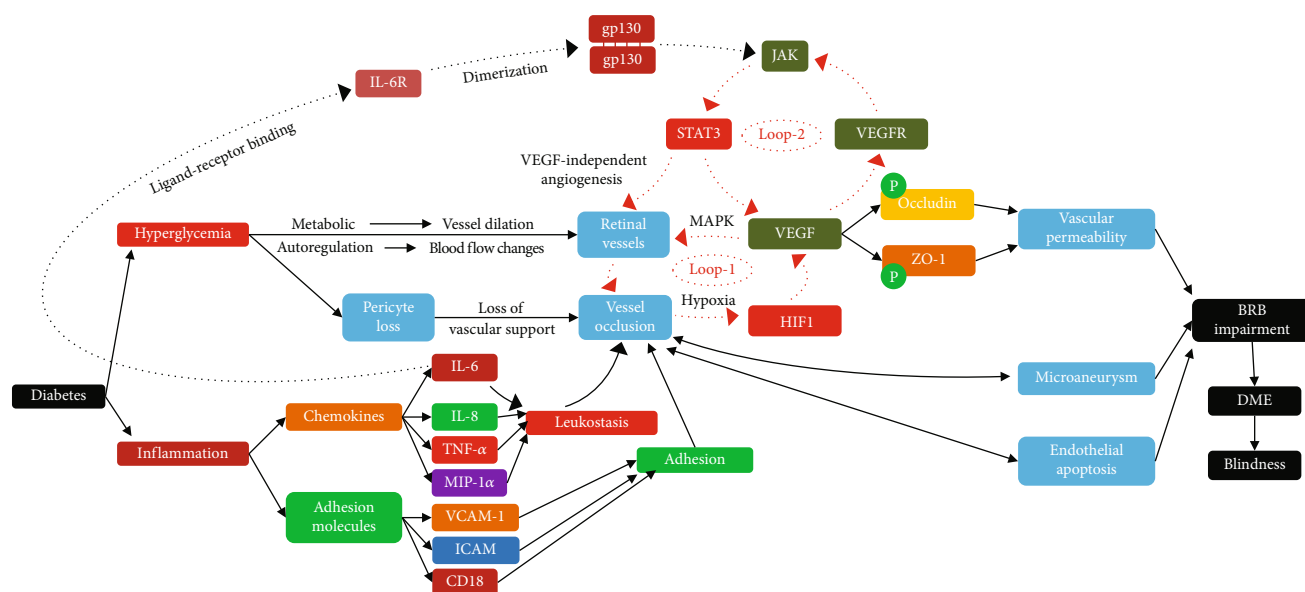 gp130
gp130
JAK
IL-6R
Dimerization
STAT3
Loop-2
VEGFR
Ligand-receptor binding
VEGF-independent
angiogenesis
P
Occludin
Hyperglycemia
Metabolic
Vessel dilation
Autoregulation
Blood flow changes
Retinal
vessels
MAPK
VEGF
Vascular
permeability
ZO-1
P
Loop-1
Pericyte
loss
Loss of
vascular support
Vessel
occlusion
Hypoxia
HIF1
BRB
impairment
IL-6
Microaneurysm
Diabetes
Chemokines
IL-8
Leukostasis
DME
Inflammation
TNF-α
Adhesion
Endothelial
apoptosis
Blindness
MIP-1α
Adhesion
molecules
VCAM-1
ICAM
CD18